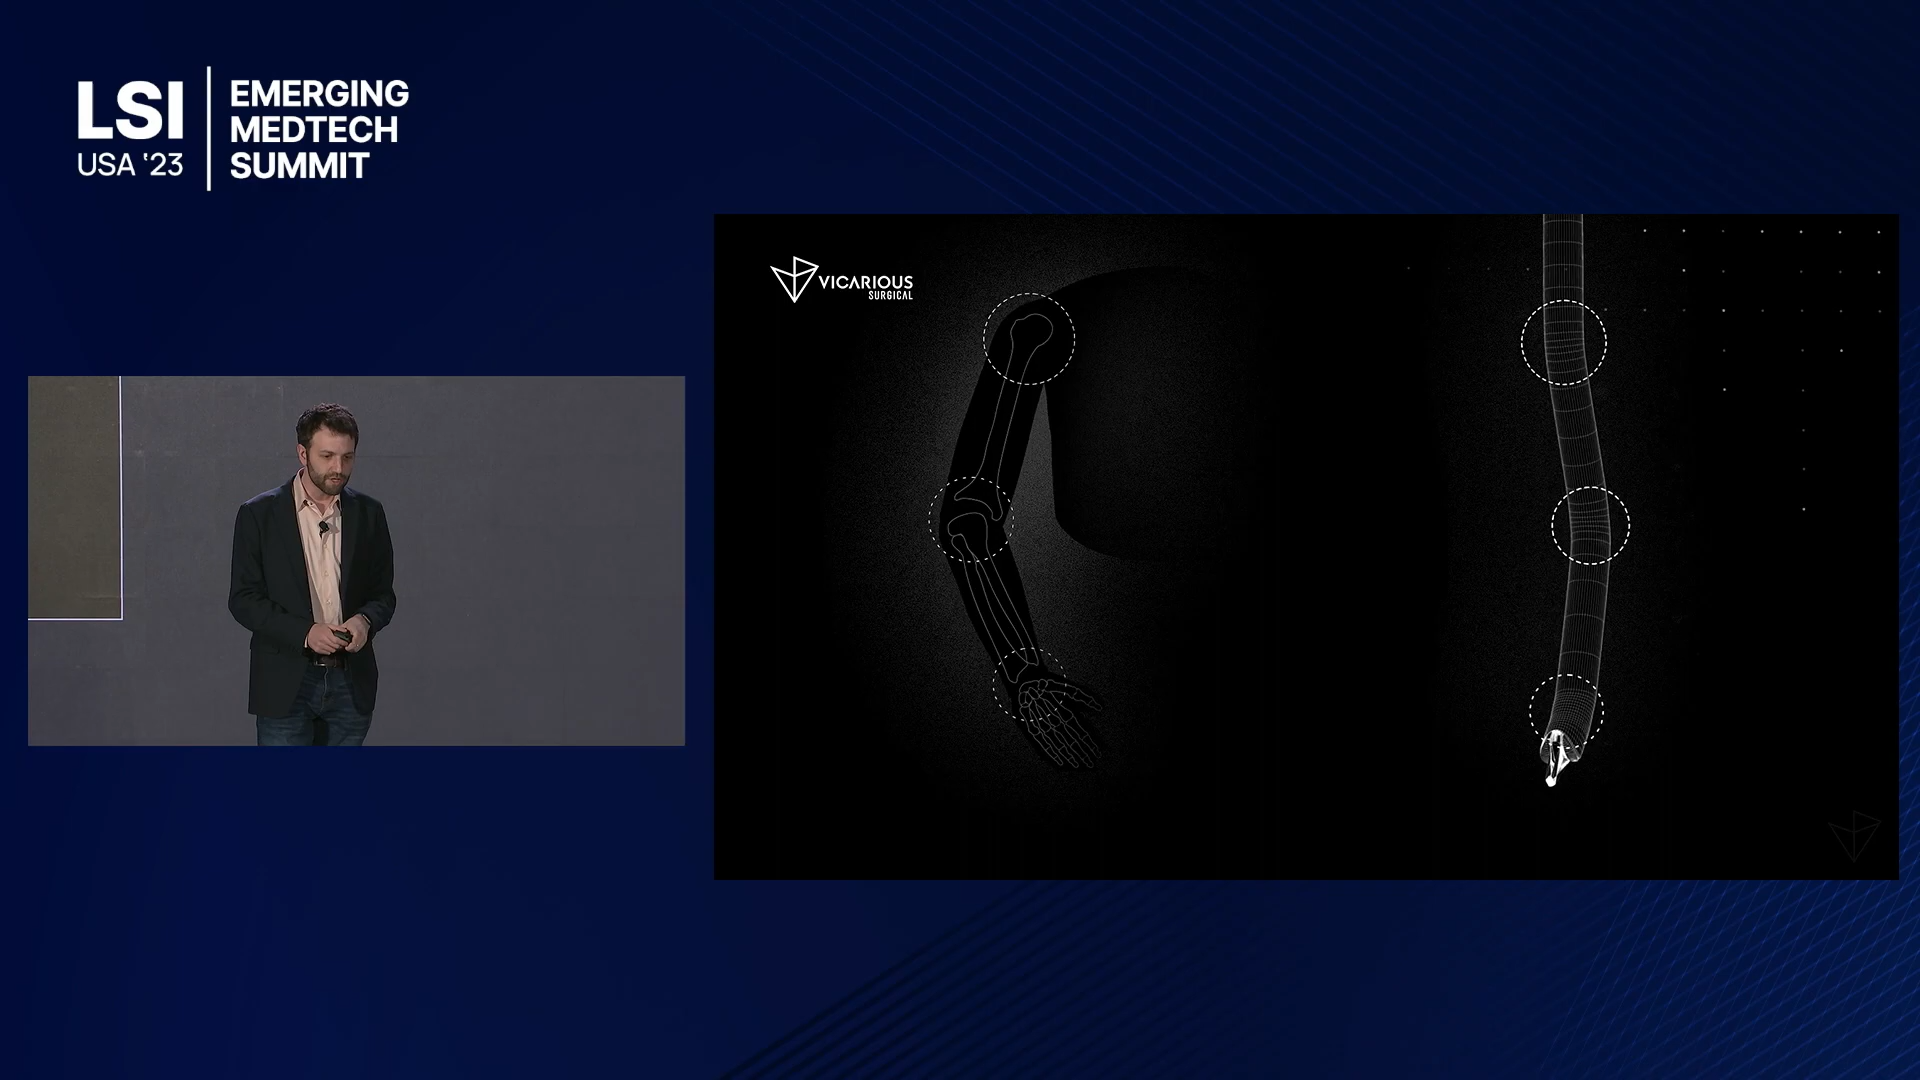 LSI
USA '23
EMERGING
MEDTECH
SUMMIT
VICARIOUS
SURGICAL